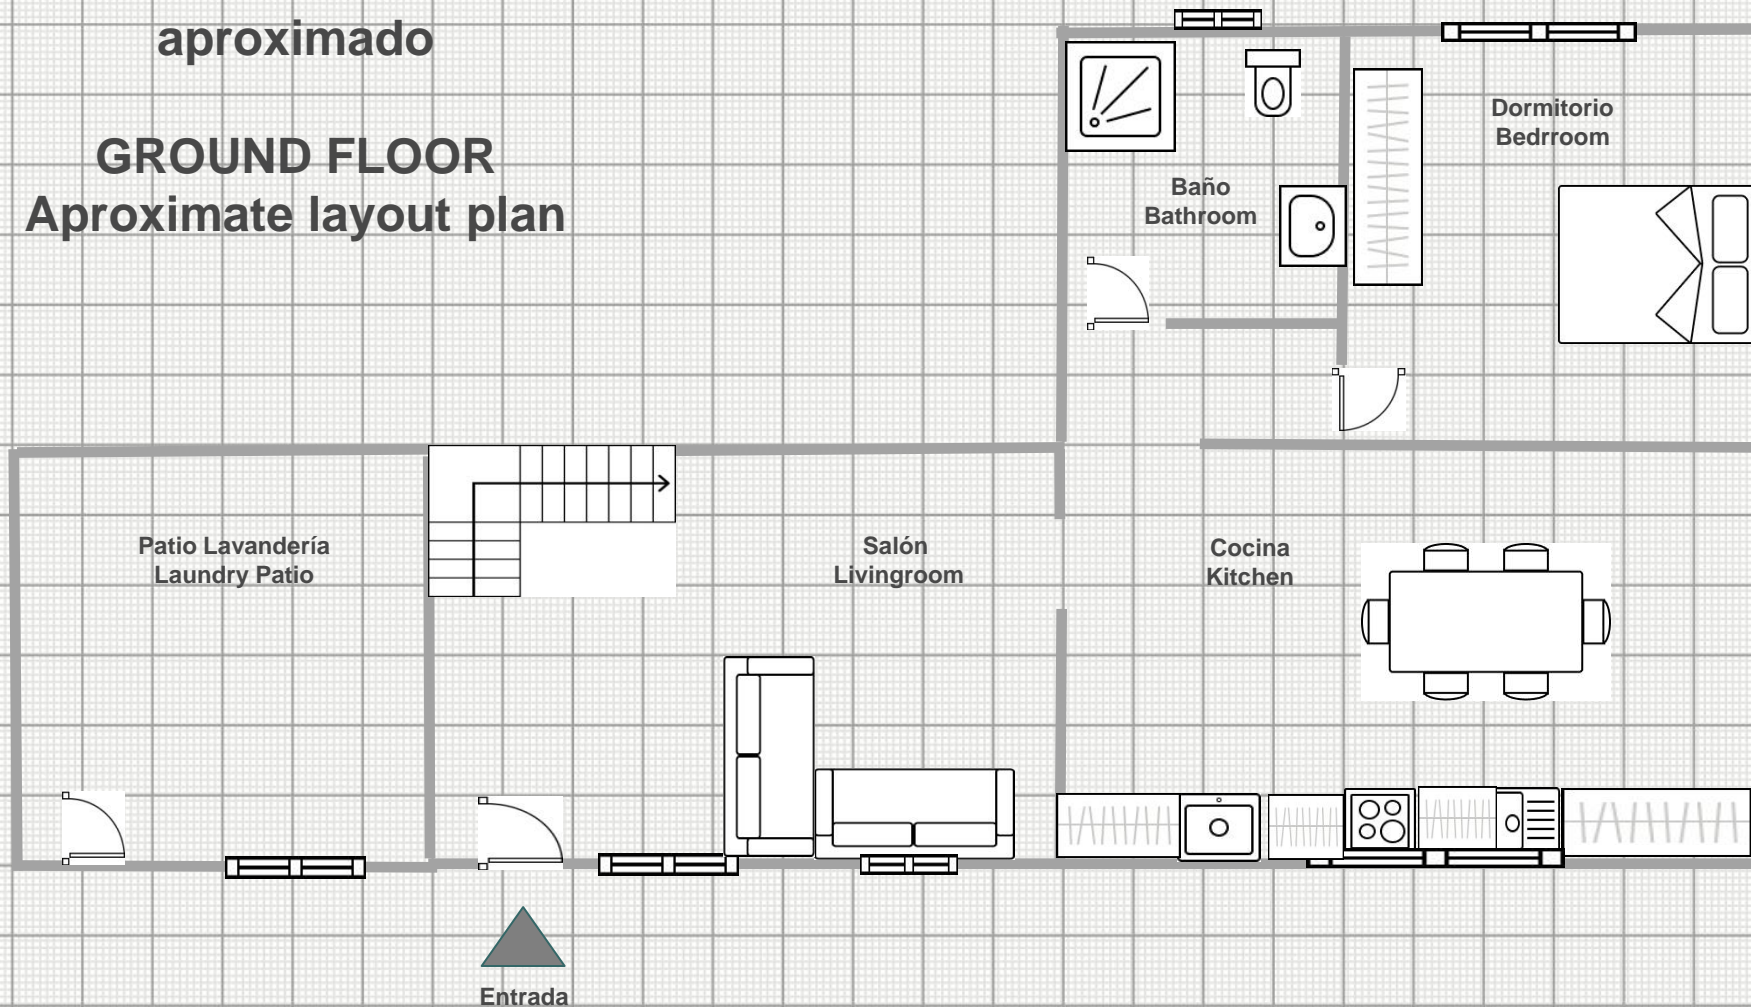 aproximado
GROUND FLOOR
Aproximate layout plan
Dormitorio
Bedrroom
Baño
Bathroom
Patio Lavandería
Laundry Patio
Salón
Livingroom
Cocina
Kitchen
Entrada